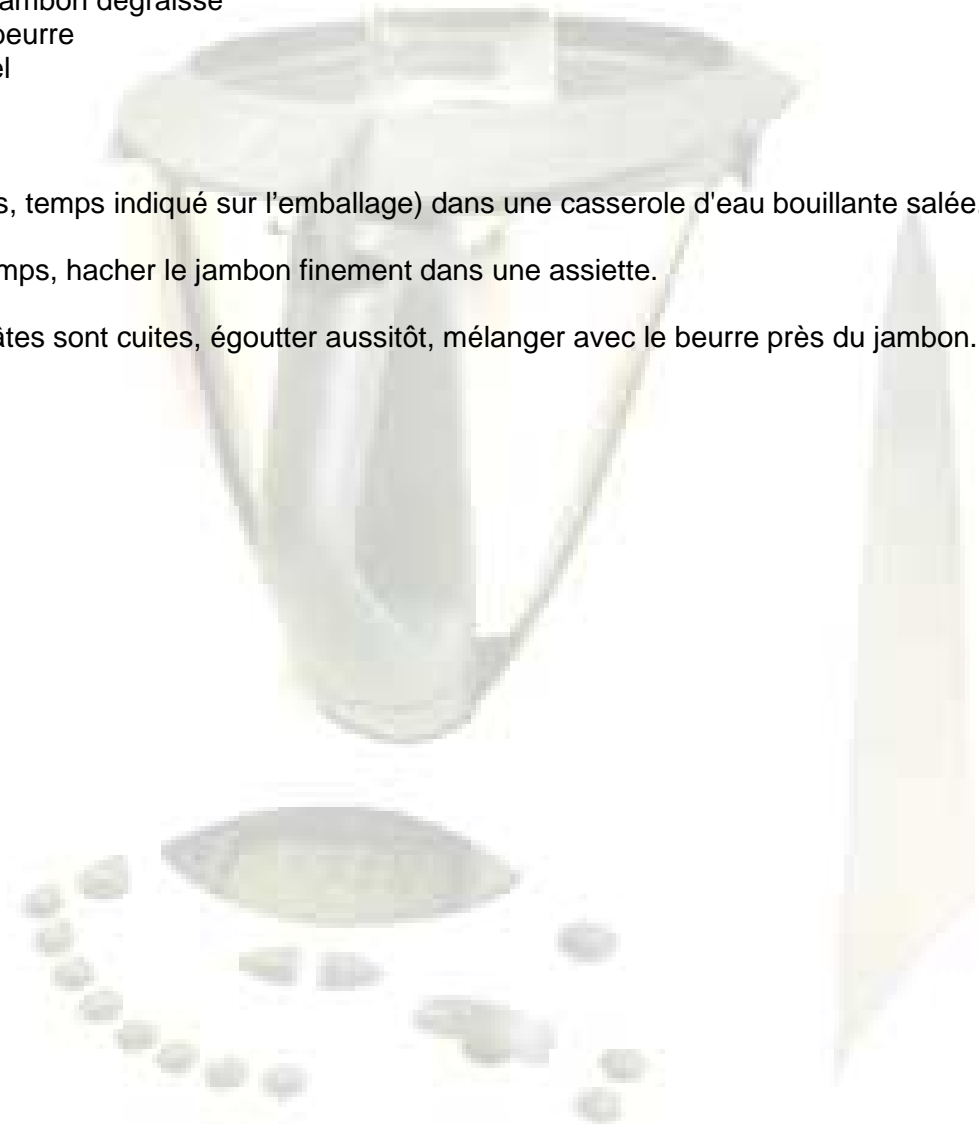 jambon dégraissé
beurre
el
s, temps indiqué sur l’emballage) dans une casserole d'eau bouillante salée.
mps, hacher le jambon finement dans une assiette.
âtes sont cuites, égoutter aussitôt, mélanger avec le beurre près du jambon.